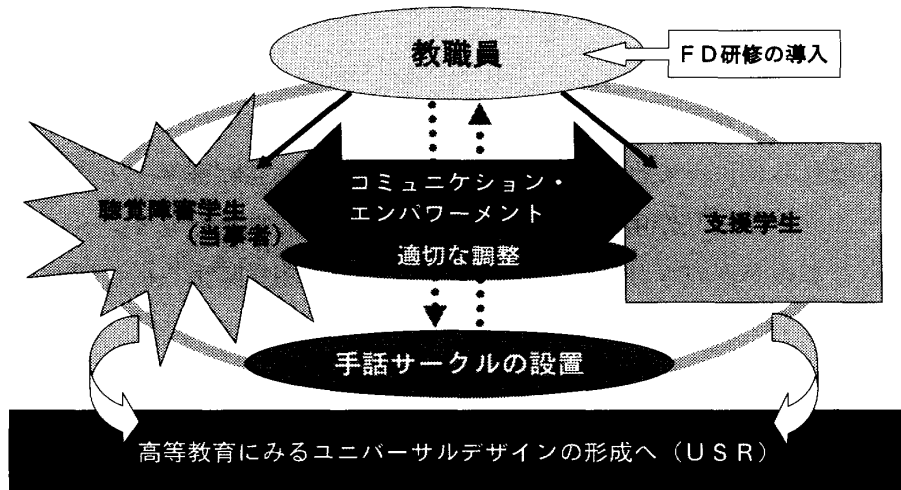 教職員
FD研修の導入
コミュニケション・
エンパワーメント
適切な調整
聴覚障害学生
(当事者)
支援学生
手話サークルの設置
高等教育にみるユニバーサルデザインの形成へ(USR)